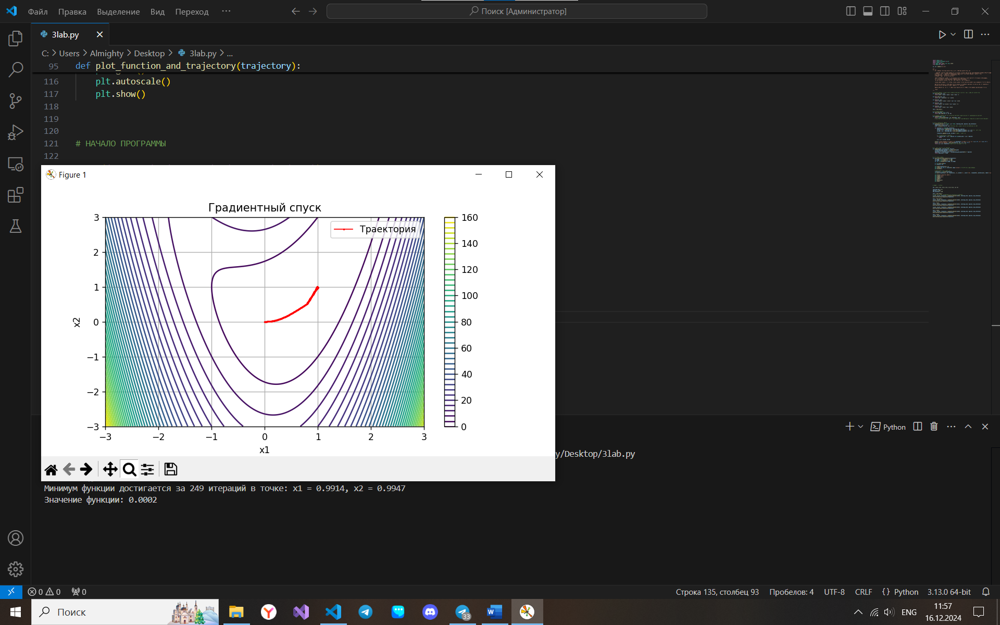 Файл Правка Выделение Вид Переход ···
Поиск [Администратор]
3lab.py
C: > Users > Almighty > Desktop > 3lab.py > ...
95 def plot_function_and_trajectory(trajectory):
116 plt.autoscale()
117 plt.show()
118
119
120
121 # НАЧАЛО ПРОГРАММЫ
122
Figure 1
Градиентный спуск
Траектория
3
2
1
0
−1
−2
−3
x2
−3 −2 −1 0 1 2 3
x1
160
140
120
100
80
60
40
20
0
Python
y/Desktop/3lab.py
Минимум функции достигается за 249 итераций в точке: x1 = 0.9914, x2 = 0.9947
Значение функции: 0.0002
0 0 0
Строка 135, столбец 93 Пробелов: 4 UTF-8 CRLF {} Python 3.13.0 64-bit
Поиск
33
ENG
11:57
16.12.2024